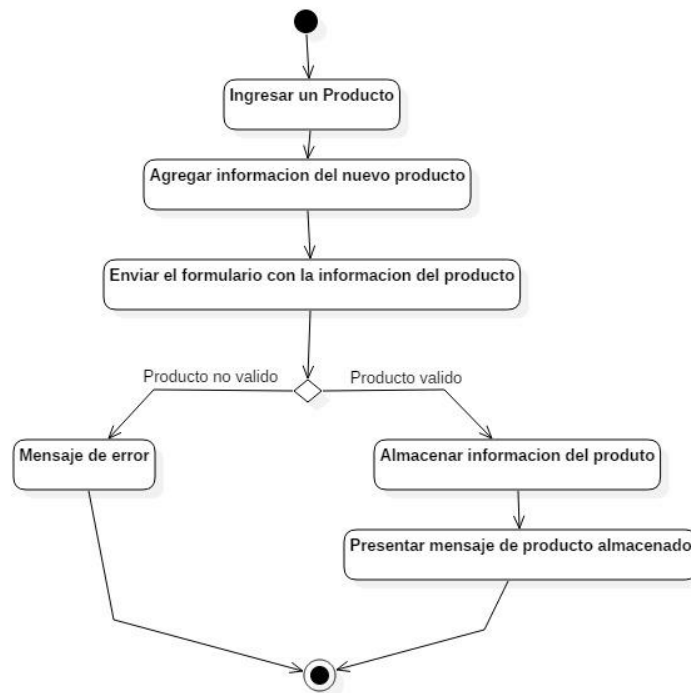 Ingresar un Producto
Agregar informacion del nuevo producto
Enviar el formulario con la informacion del producto
Producto no valido
Producto valido
Mensaje de error
Almacenar informacion del produto
Presentar mensaje de producto almacenado